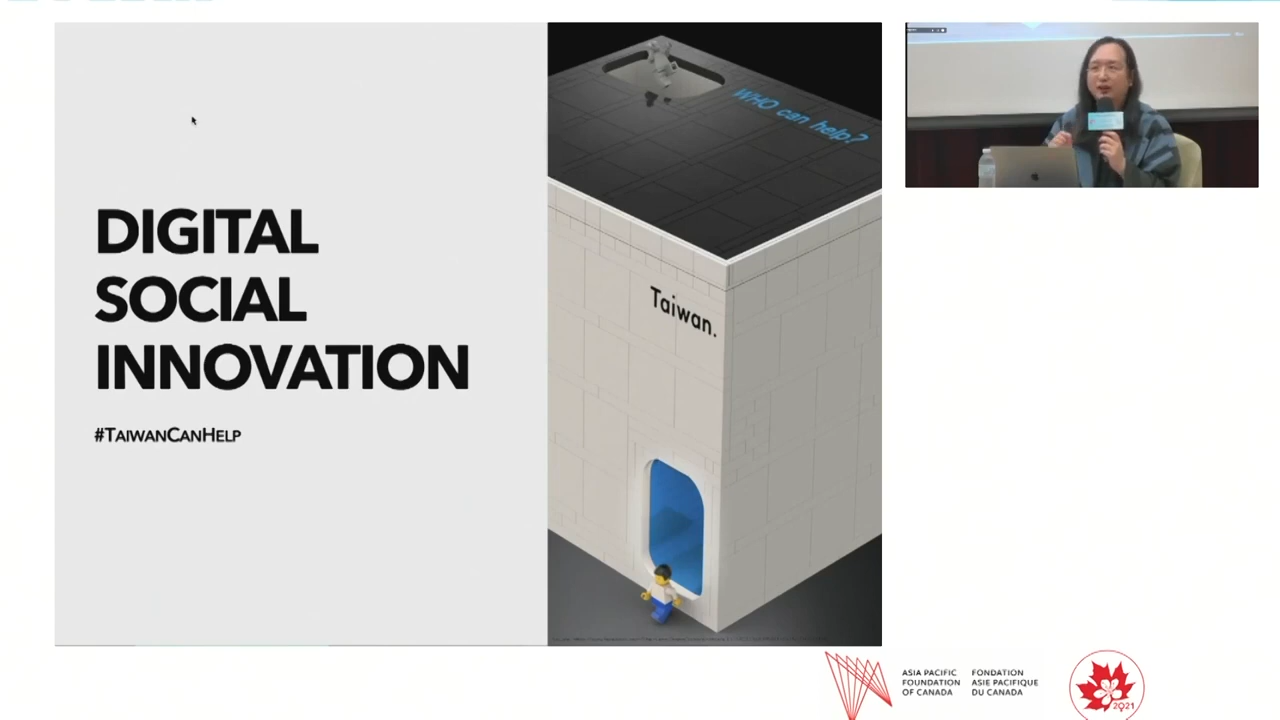 DIGITAL
SOCIAL
INNOVATION
#TAIWANCANHELP
WHO can help?
Taiwan.
ASIA PACIFIC
FOUNDATION
OF CANADA
FONDATION
ASIE PACIFIQUE
DU CANADA
2021